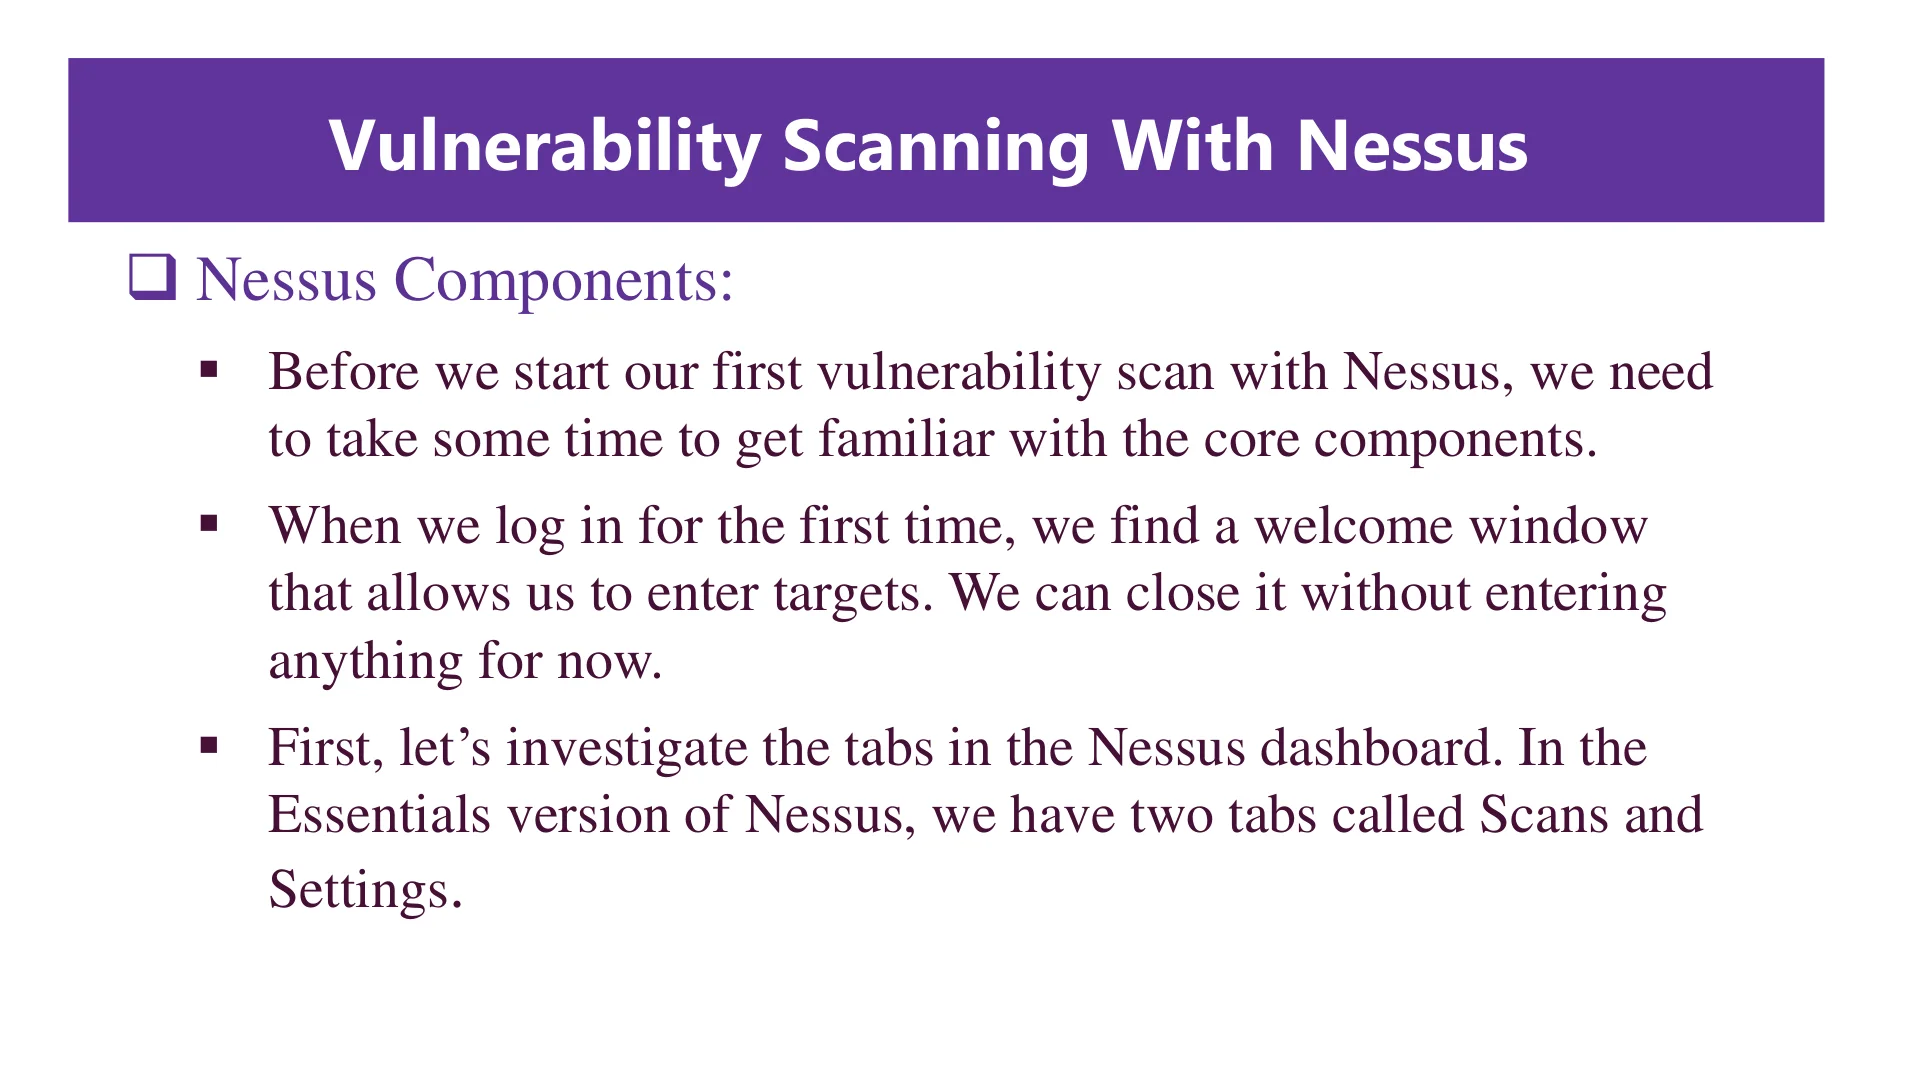 Vulnerability Scanning With Nessus
❑ Nessus Components:
▪ Before we start our first vulnerability scan with Nessus, we need
to take some time to get familiar with the core components.
▪ When we log in for the first time, we find a welcome window
that allows us to enter targets. We can close it without entering
anything for now.
▪ First, let’s investigate the tabs in the Nessus dashboard. In the
Essentials version of Nessus, we have two tabs called Scans and
Settings.